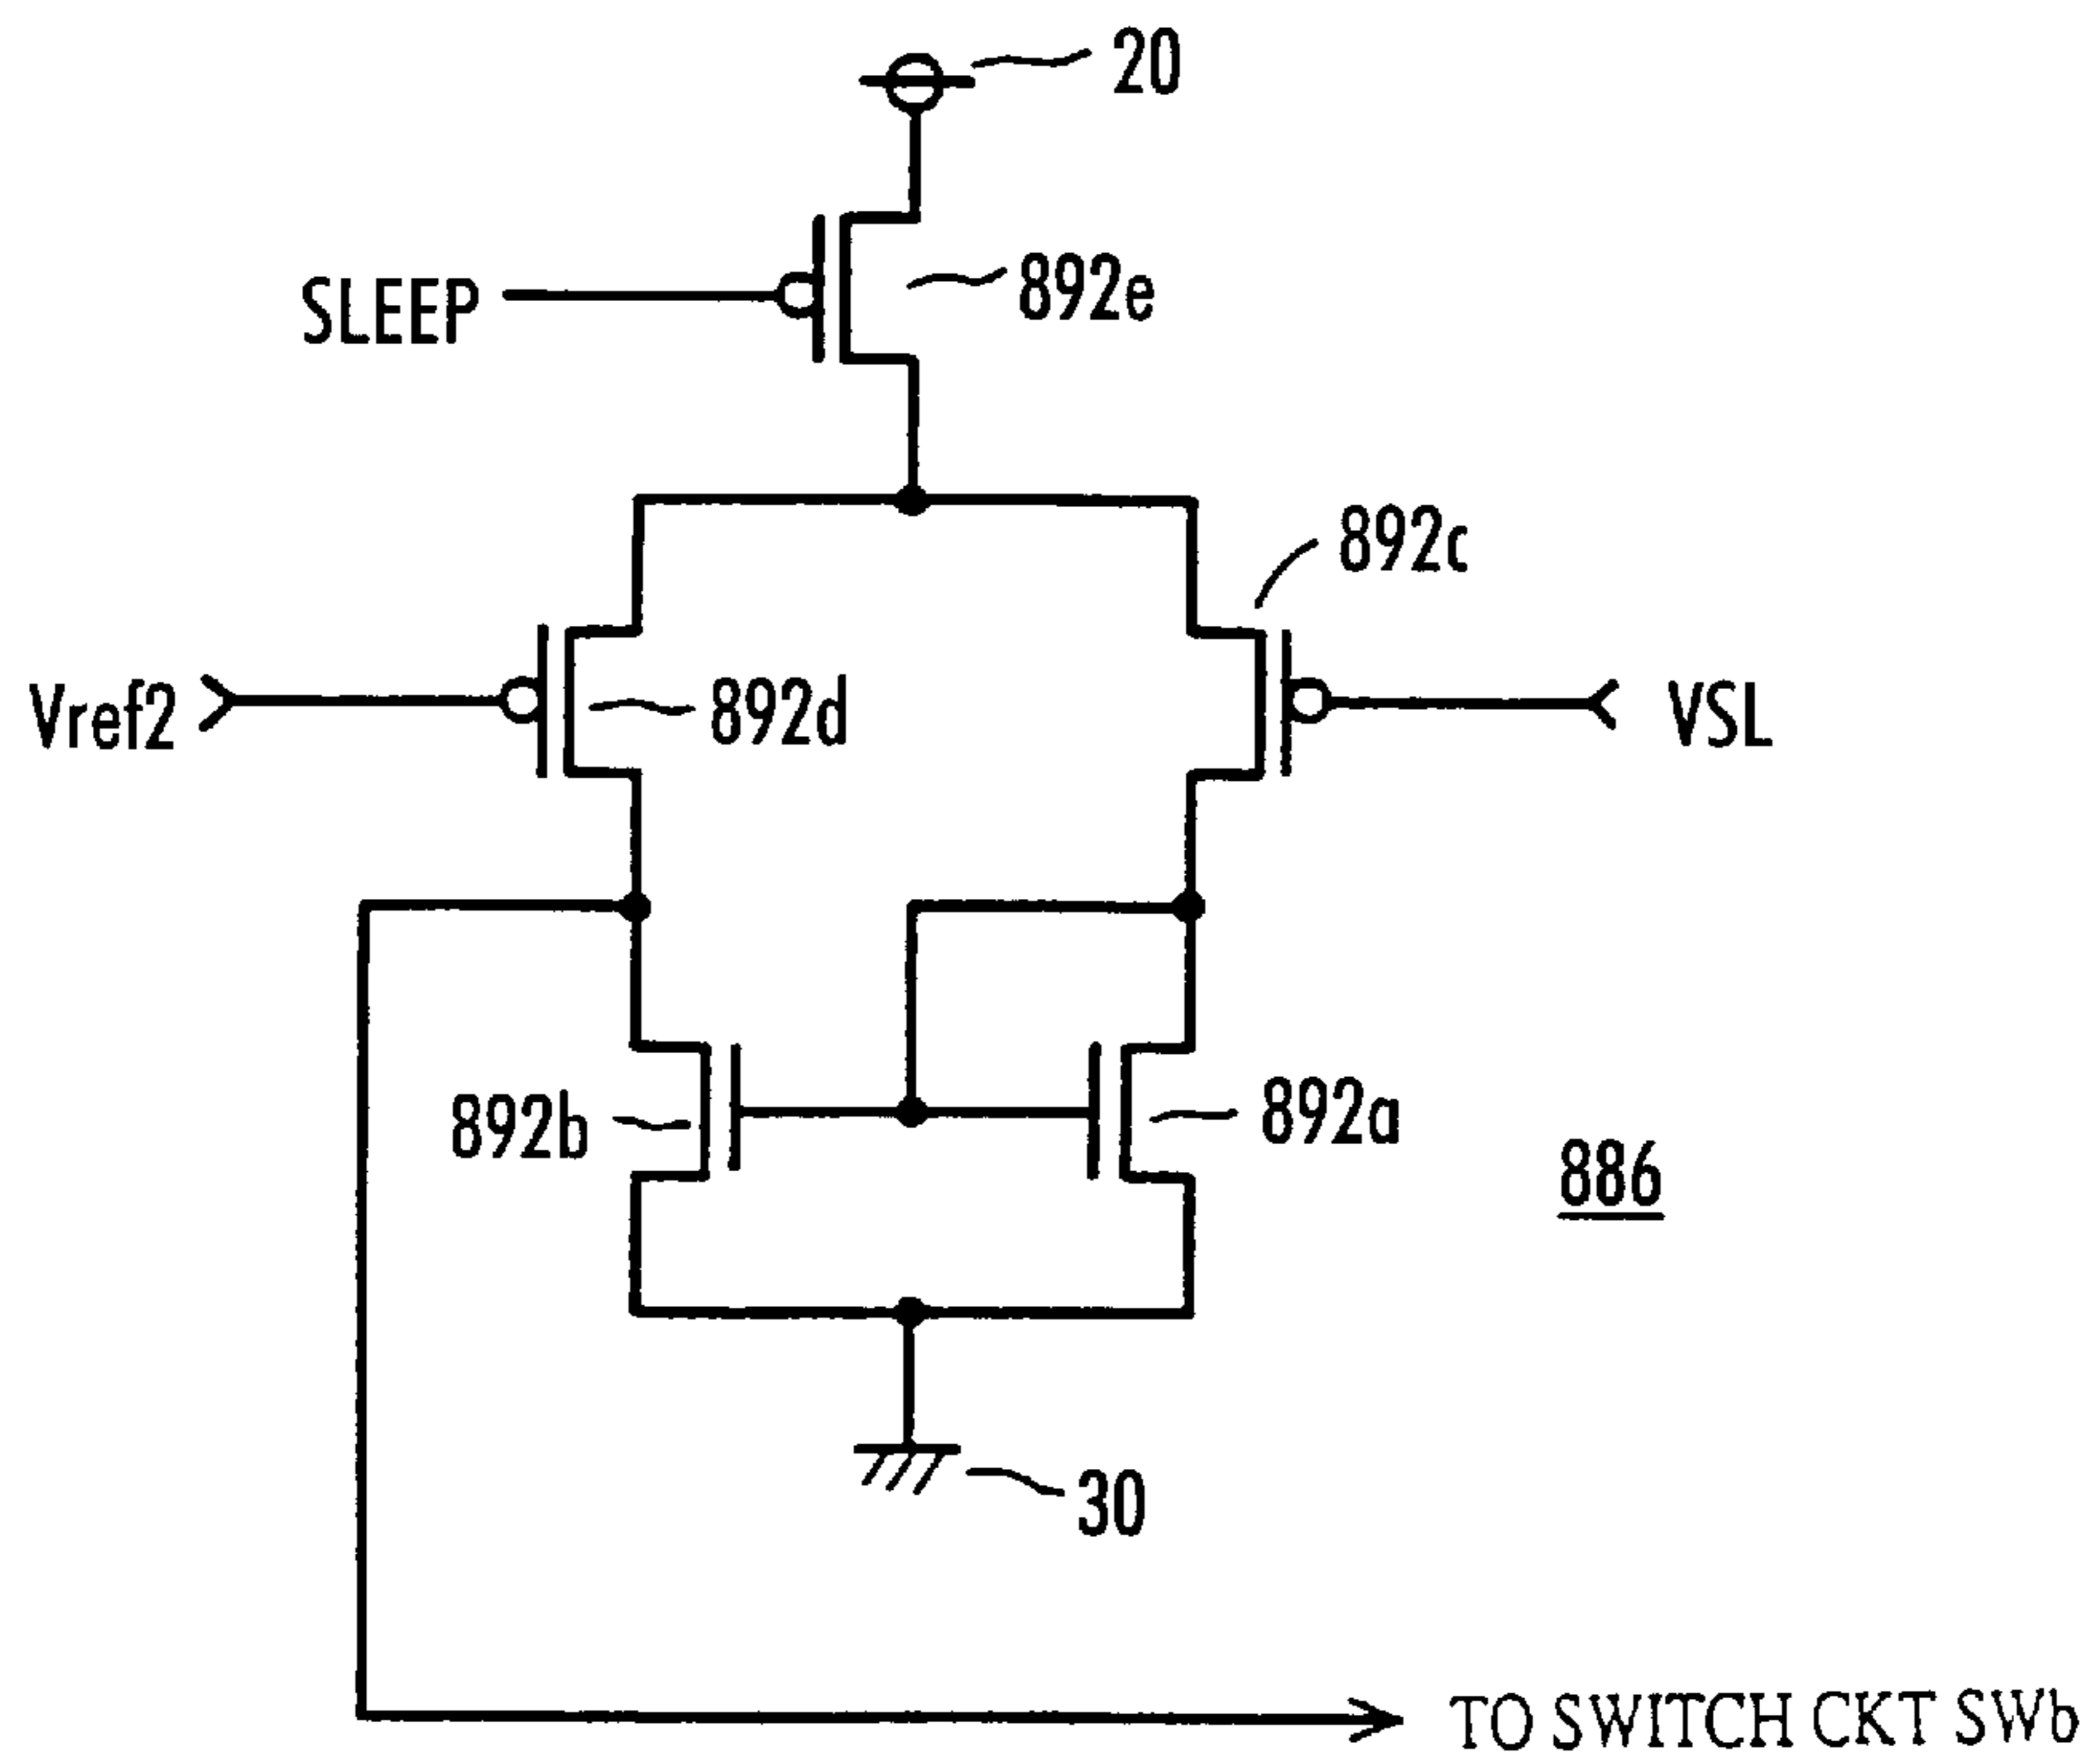 20
SLEEP
892e
892c
Vref2
892d
VSL
892b
892a
886
30
TO SWITCH CKT SWb